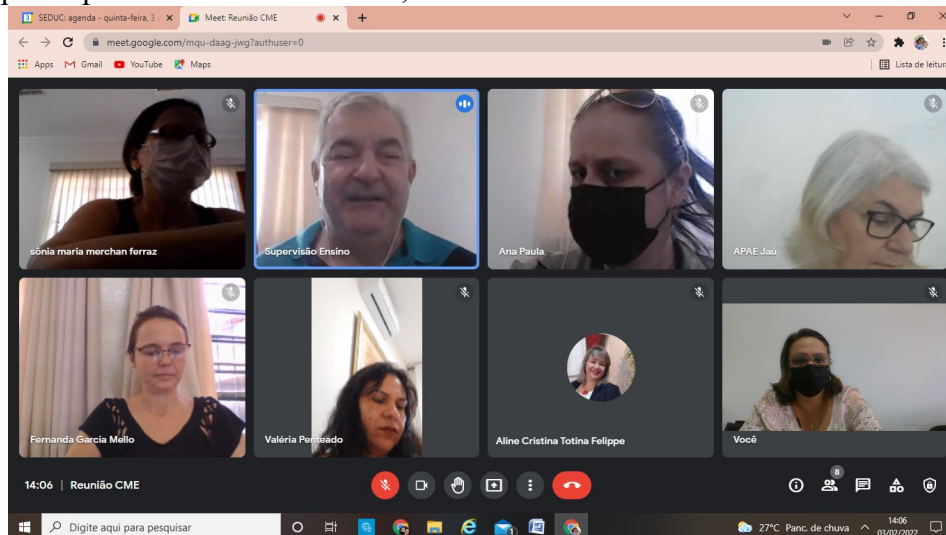 SEDUC: agenda - quinta-feira, 3
Meet: Reunião CME
meet.google.com/mqu-daag-jwg?authuser=0
Apps
Gmail
YouTube
Maps
Lista de leitur
sônia maria merchan ferraz
Supervisão Ensino
Ana Paula
APAE Jaú
Fernanda Garcia Mello
Valéria Penteado
Aline Cristina Totina Felippe
Você
14:06 | Reunião CME
8
Digite aqui para pesquisar
27°C Panc. de chuva
14:06
03/02/2022